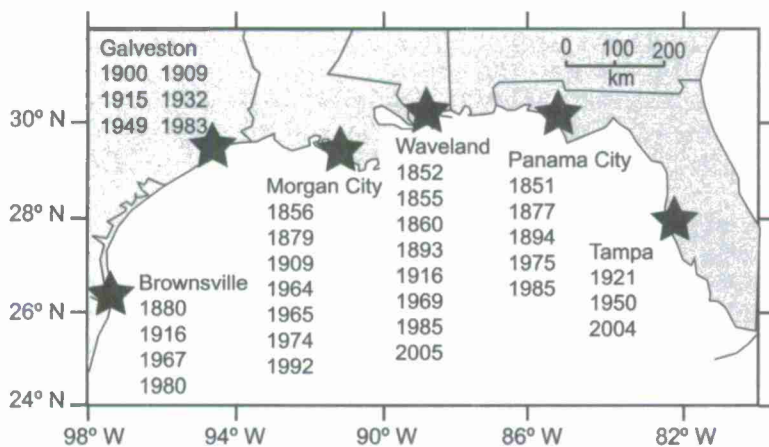 Galveston
1900 1909
1915 1932
1949 1983
0 100 200
km
30° N
28° N
26° N
24° N
Waveland
1852
1855
1860
1893
1916
1969
1985
2005
Panama City
1851
1877
1894
1975
1985
Morgan City
1856
1879
1909
1964
1965
1974
1992
Tampa
1921
1950
2004
Brownsville
1880
1916
1967
1980
98° W 94° W 90° W 86° W 82° W